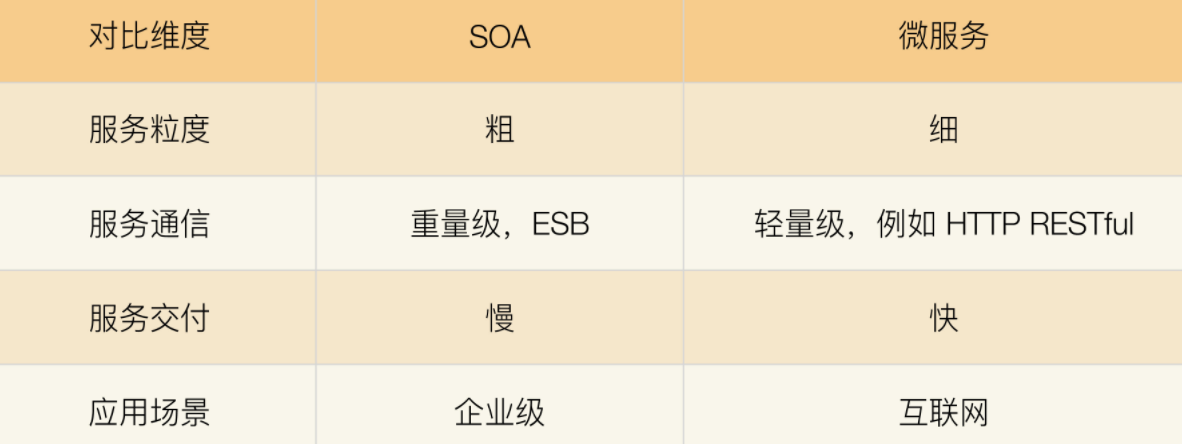 对比维度 SOA 微服务
服务粒度 粗 细
服务通信 重量级，ESB 轻量级，例如 HTTP RESTful
服务交付 慢 快
应用场景 企业级 互联网